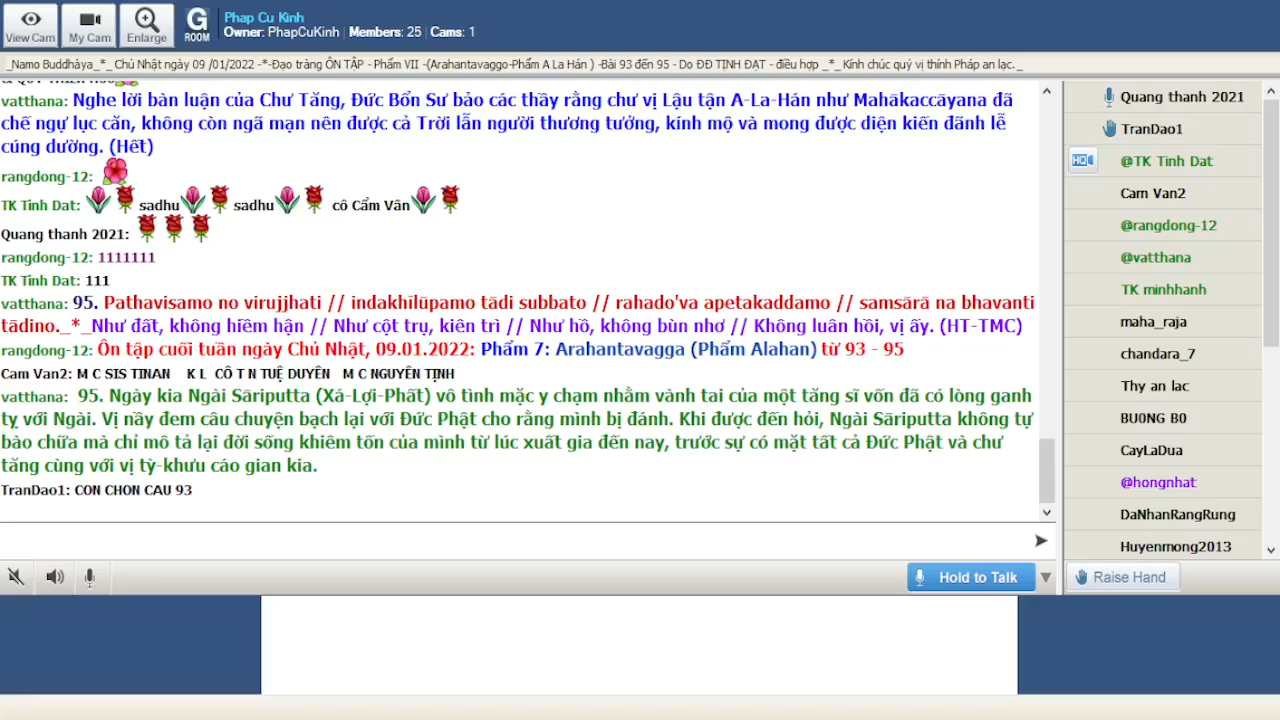 View Cam
My Cam
Enlarge
G
ROOM
Phap Cu Kinh
Owner: PhapCuKinh | Members: 25 | Cams: 1
_Namo Buddhàya_*_ Chủ Nhật ngày 09 /01/2022 -*-Đạo tràng ÔN TẬP - Phẩm VII -(Arahantavaggo-Phẩm A La Hán ) -Bài 93 đến 95 - Do ĐĐ TỊNH ĐẠT - điều hợp _*_ Kính chúc quý vị thính Pháp an lạc._
vatthana: Nghe lời bàn luận của Chư Tăng, Đức Bổn Sư bảo các thầy rằng chư vị Lậu tận A-La-Hán như Mahākaccāyana đã
chế ngự lục căn, không còn ngã mạn nên được cả Trời lẫn người thương tưởng, kính mộ và mong được diện kiến đãnh lễ
cúng dường. (Hết)
rangdong-12:
TK Tinh Dat: sadhu sadhu cô Cẩm Vân
Quang thanh 2021:
rangdong-12: 1111111
TK Tinh Dat: 111
vatthana: 95. Pathavisamo no virujjhati // indakhīlūpamo tādi subbato // rahado'va apetakaddamo // samsārā na bhavanti
tādino._*_Như đất, không hiềm hận // Như cột trụ, kiên trì // Như hồ, không bùn nhơ // Không luân hồi, vị ấy. (HT-TMC)
rangdong-12: Ôn tập cuối tuần ngày Chủ Nhật, 09.01.2022: Phẩm 7: Arahantavagga (Phẩm Alahan) từ 93 - 95
Cam Van2: M C SIS TINAN K L CÔ T N TUỆ DUYÊN M C NGUYÊN TỊNH
vatthana: 95. Ngày kia Ngài Sāriputta (Xá-Lợi-Phất) vô tình mặc y chạm nhằm vành tai của một tăng sĩ vốn đã có lòng ganh
tỵ với Ngài. Vị nầy đem câu chuyện bạch lại với Đức Phật cho rằng mình bị đánh. Khi được đến hỏi, Ngài Sāriputta không tự
bào chữa mà chỉ mô tả lại đời sống khiêm tốn của mình từ lúc xuất gia đến nay, trước sự có mặt tất cả Đức Phật và chư
tăng cùng với vị tỳ-khưu cáo gian kia.
TranDao1: CON CHON CAU 93
Hold to Talk
Quang thanh 2021
TranDao1
HQ
@TK Tinh Dat
Cam Van2
@rangdong-12
@vatthana
TK minhhanh
maha_raja
chandara_7
Thy an lac
BU0NG B0
CayLaDua
@hongnhat
DaNhanRangRung
Huyenmong2013
Raise Hand